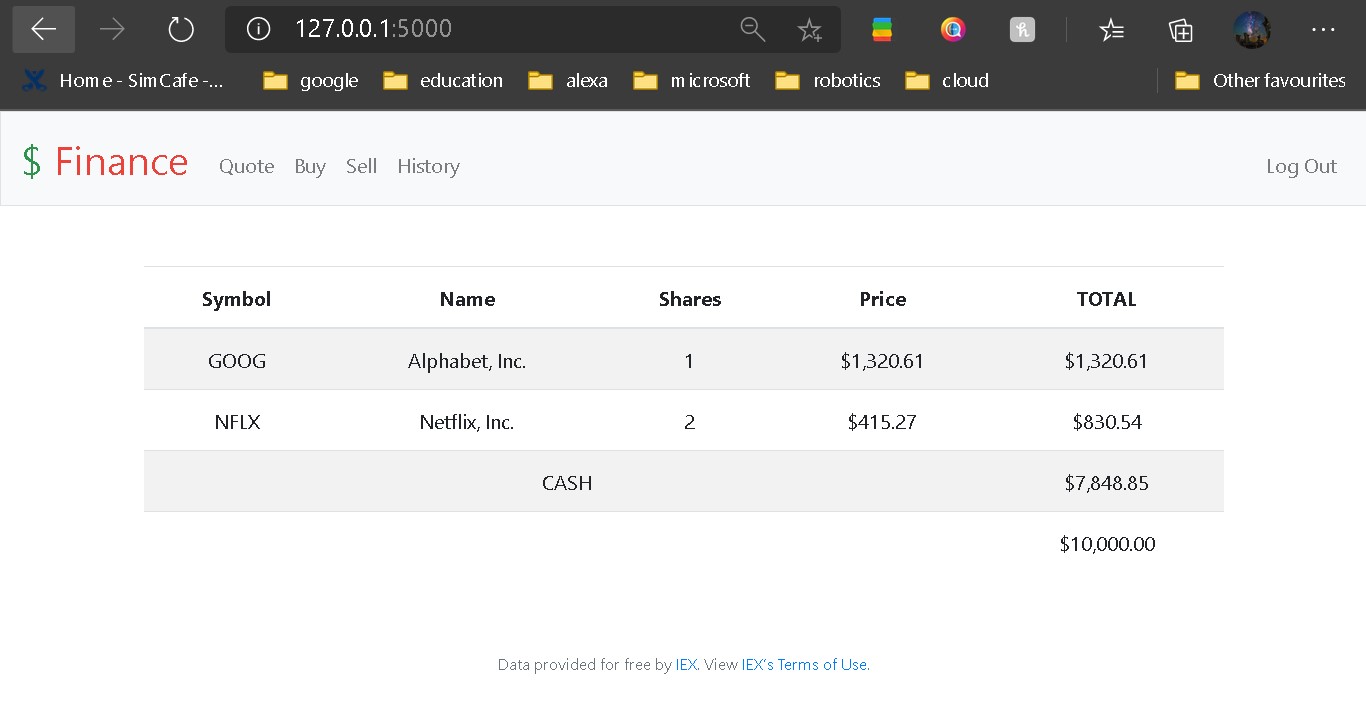 127.0.0.1:5000
Home - SimCafe -... google education alexa microsoft robotics cloud Other favourites
$ Finance Quote Buy Sell History Log Out
Symbol Name Shares Price TOTAL
GOOG Alphabet, Inc. 1 $1,320.61 $1,320.61
NFLX Netflix, Inc. 2 $415.27 $830.54
CASH $7,848.85
$10,000.00
Data provided for free by IEX. View IEX's Terms of Use.